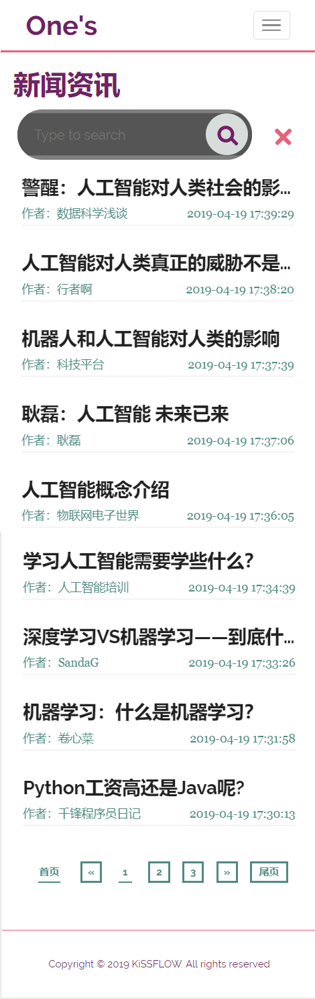 One's
新闻资讯
Type to search
警醒：人工智能对人类社会的影...
作者：数据科学浅谈 2019-04-19 17:39:29
人工智能对人类真正的威胁不是...
作者：行者啊 2019-04-19 17:38:20
机器人和人工智能对人类的影响
作者：科技平台 2019-04-19 17:37:39
耿磊：人工智能 未来已来
作者：耿磊 2019-04-19 17:37:06
人工智能概念介绍
作者：物联网电子世界 2019-04-19 17:36:05
学习人工智能需要学些什么？
作者：人工智能培训 2019-04-19 17:34:39
深度学习VS机器学习——到底什...
作者：SandaG 2019-04-19 17:33:26
机器学习：什么是机器学习？
作者：卷心菜 2019-04-19 17:31:58
Python工资高还是Java呢?
作者：千锋程序员日记 2019-04-19 17:30:13
首页 « 1 2 3 » 尾页
Copyright © 2019 KiSSFLOW. All rights reserved